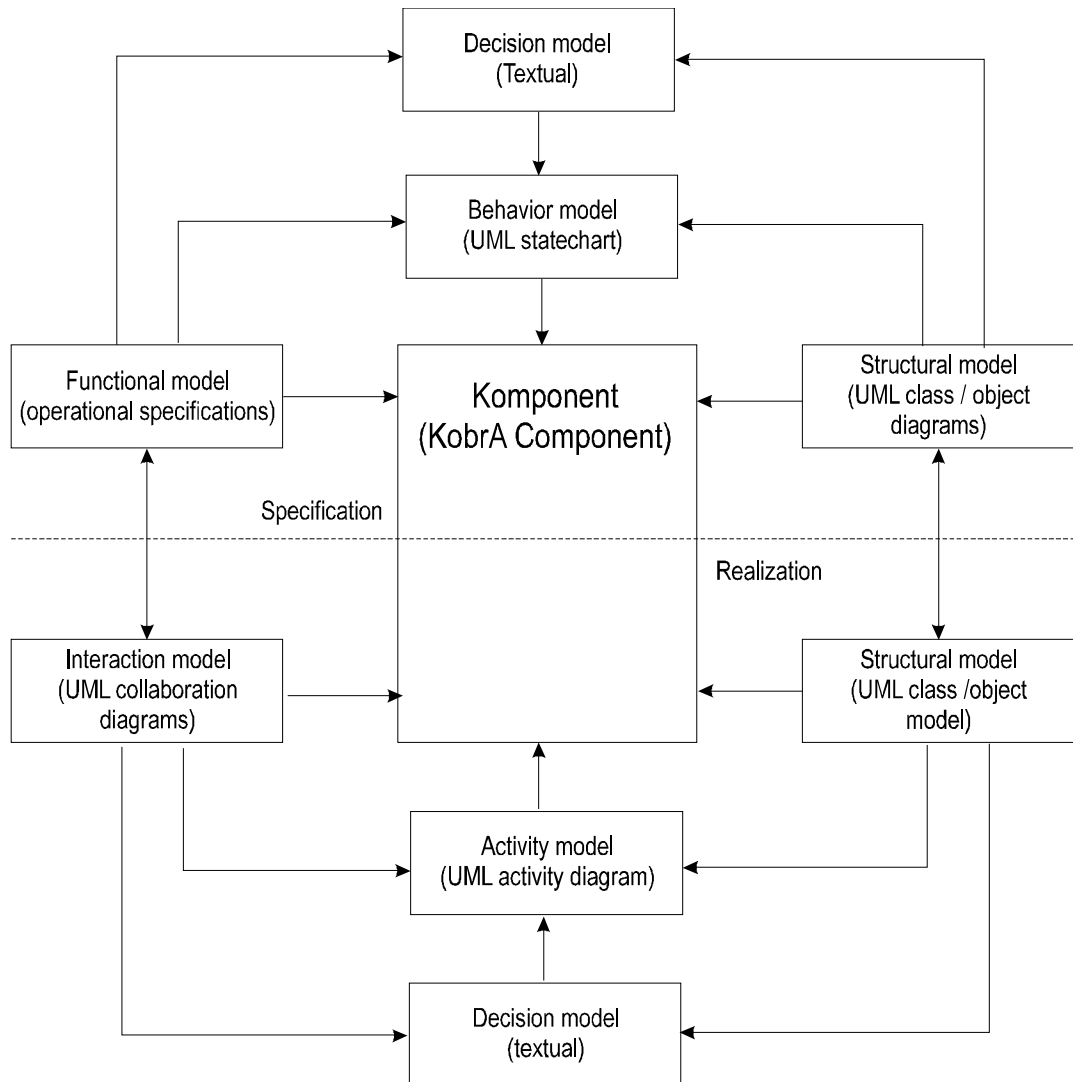 Decision model
(Textual)
Behavior model
(UML statechart)
Functional model
(operational specifications)
Komponent
(KobrA Component)
Structural model
(UML class / object
diagrams)
Specification
Realization
Interaction model
(UML collaboration
diagrams)
Structural model
(UML class /object
model)
Activity model
(UML activity diagram)
Decision model
(textual)